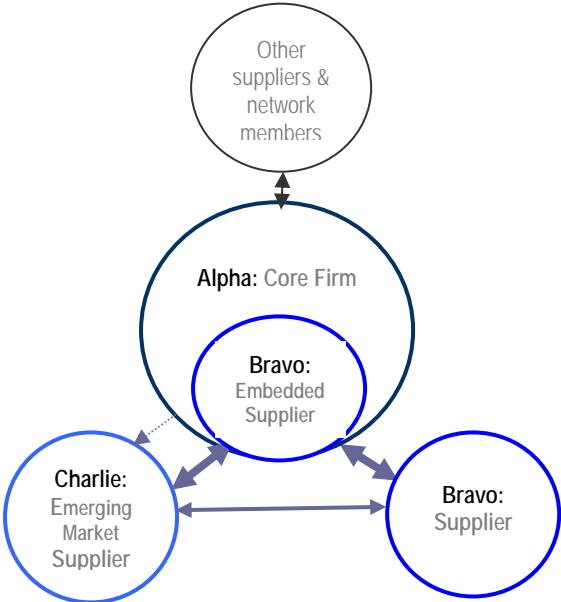 Other
suppliers &
network
members
Alpha: Core Firm
Bravo:
Embedded
Supplier
Charlie:
Emerging
Market
Supplier
Bravo:
Supplier